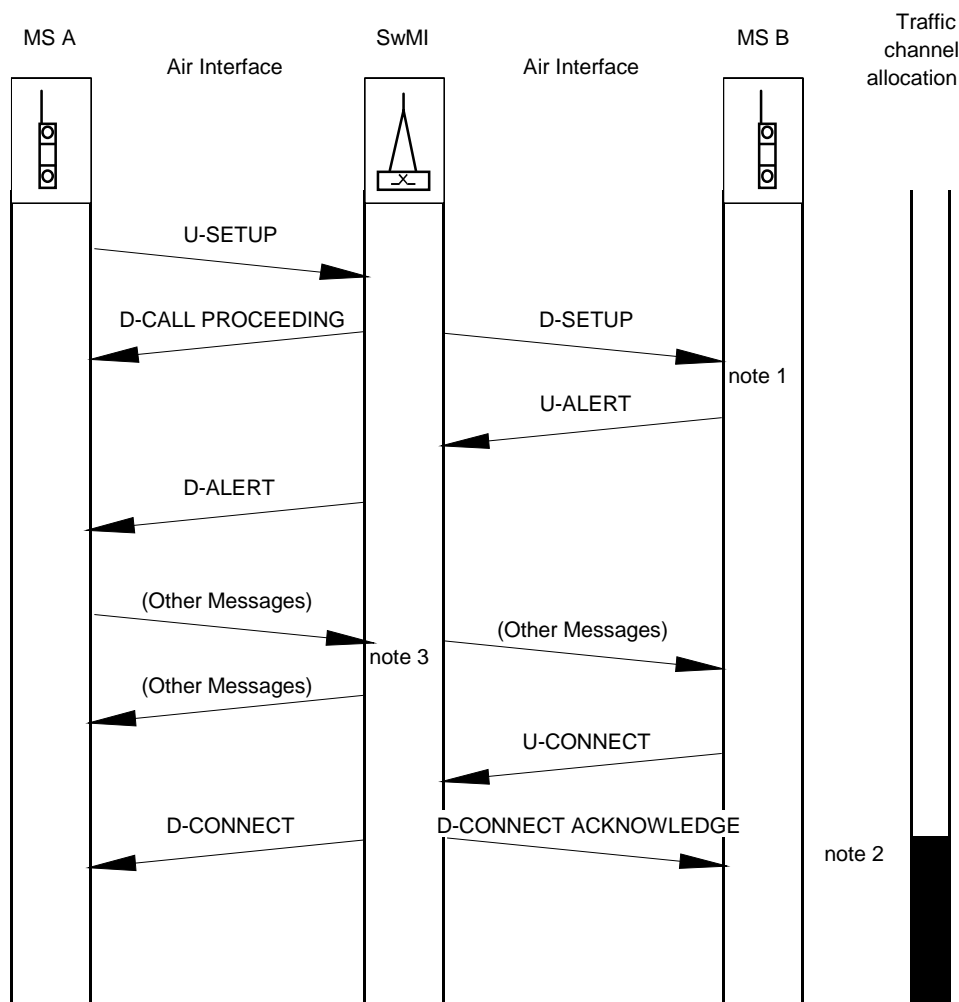 Traffic
channel
allocation
MS A
SwMI
MS B
Air Interface
Air Interface
U-SETUP
D-CALL PROCEEDING
D-SETUP
note 1
U-ALERT
D-ALERT
(Other Messages)
(Other Messages)
note 3
(Other Messages)
U-CONNECT
D-CONNECT
D-CONNECT ACKNOWLEDGE
note 2